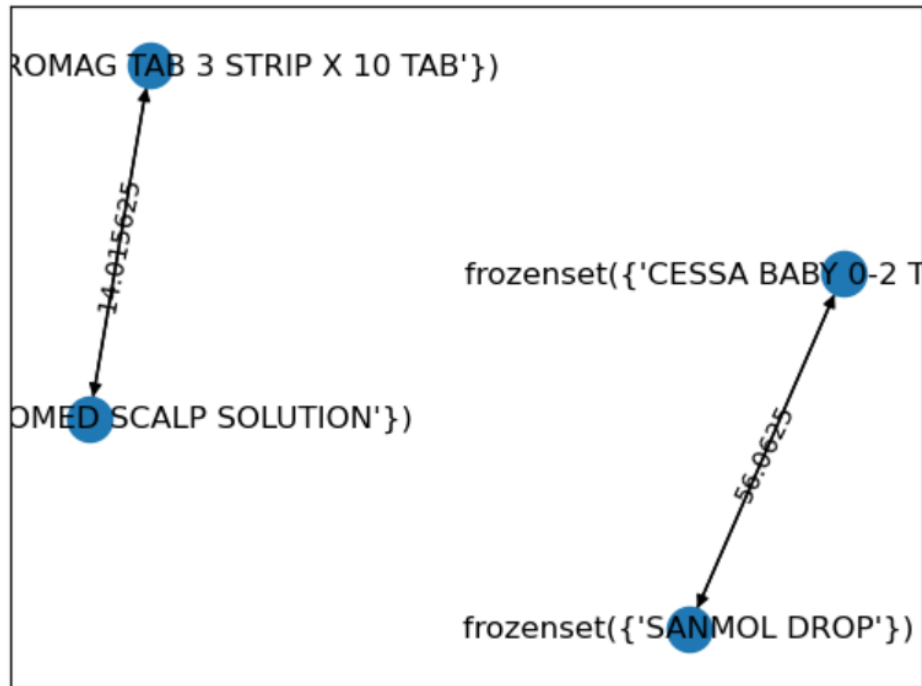 ROMAG TAB 3 STRIP X 10 TAB'})
14.015625
frozenset({'CESSA BABY 0-2 T
OMED SCALP SOLUTION'})
56.0625
frozenset({'SANMOL DROP'})